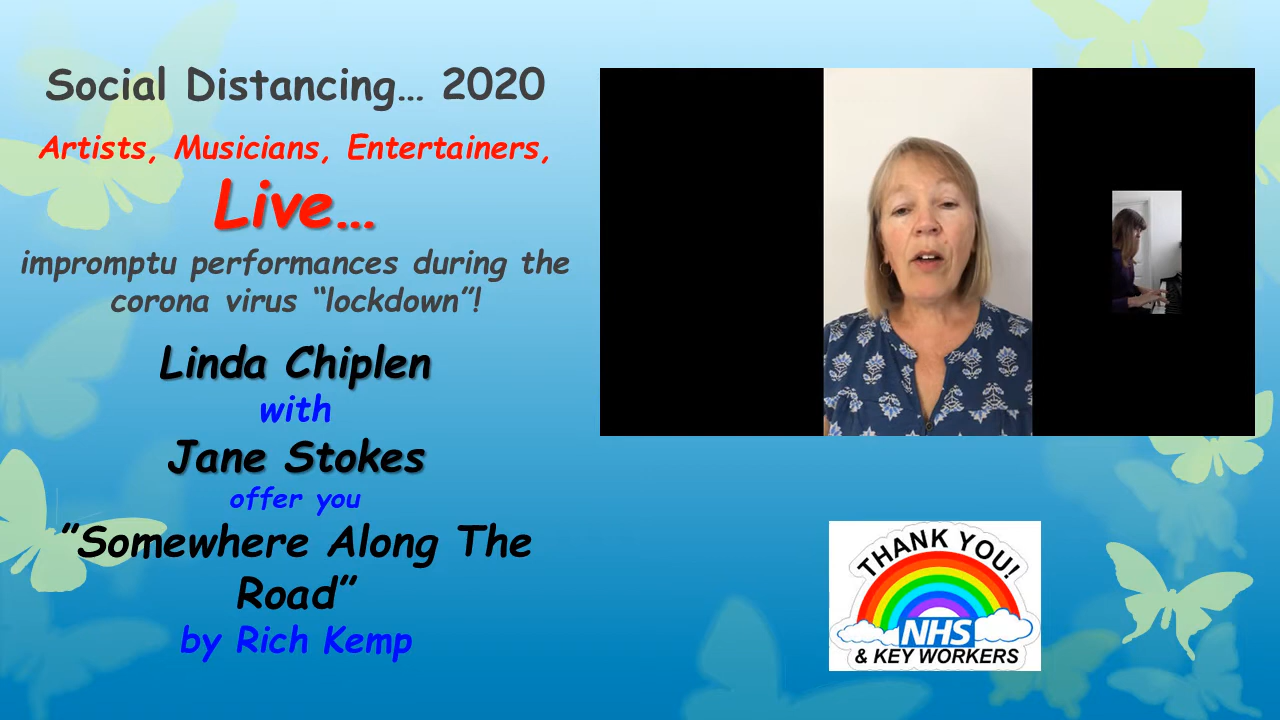 Social Distancing... 2020
Artists, Musicians, Entertainers,
Live...
impromptu performances during the
corona virus “lockdown”!
Linda Chiplen
with
Jane Stokes
offer you
”Somewhere Along The
Road”
by Rich Kemp
THANK YOU!
NHS
& KEY WORKERS